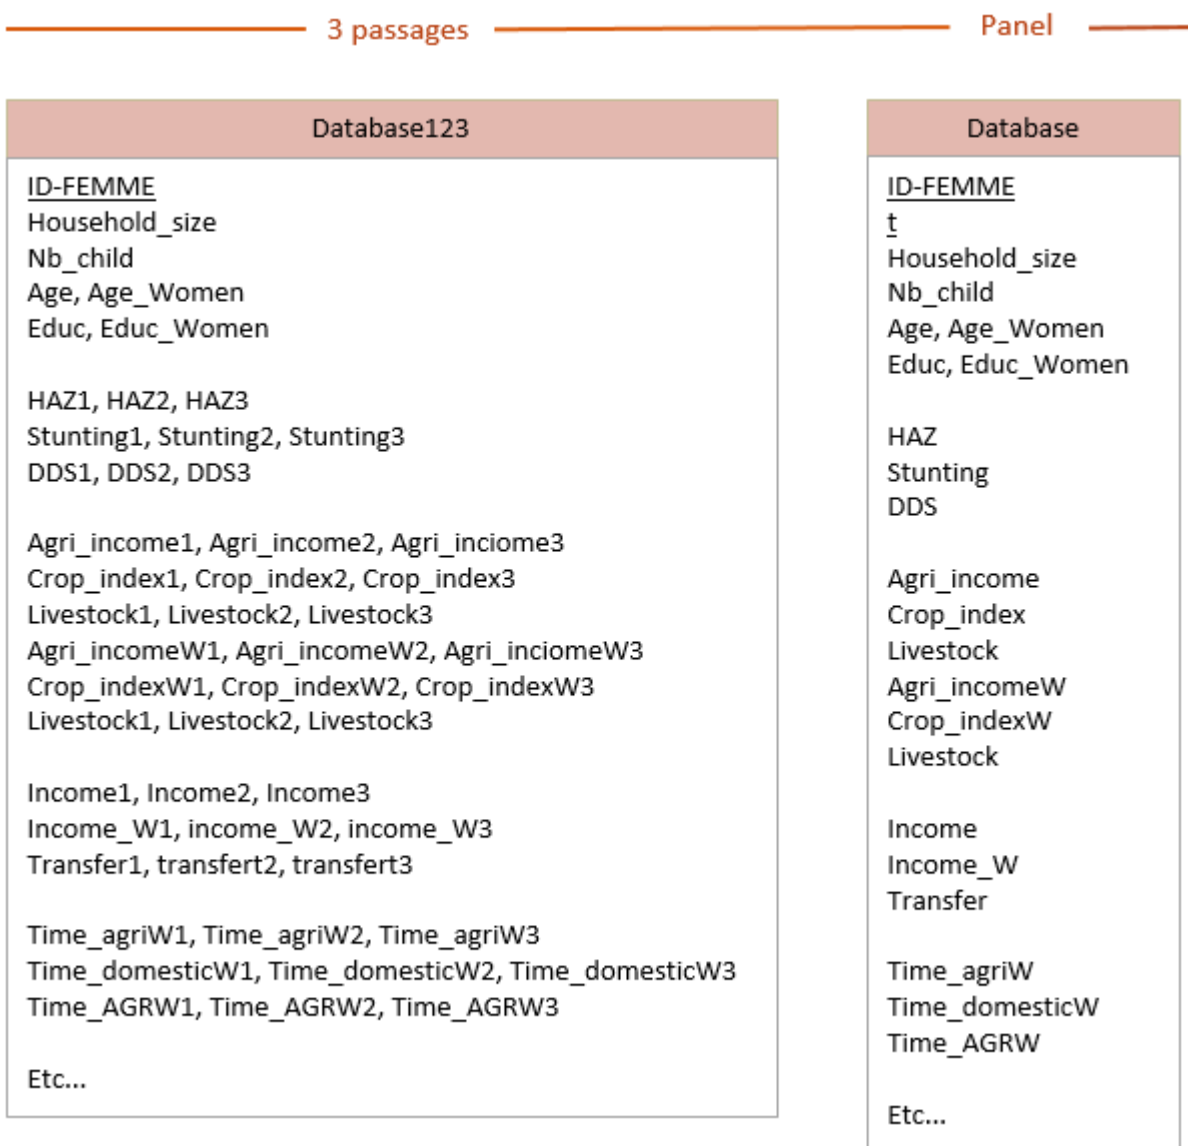 3 passages
Panel
Database123
ID-FEMME
Household_size
Nb_child
Age, Age_Women
Educ, Educ_Women
HAZ1, HAZ2, HAZ3
Stunting1, Stunting2, Stunting3
DDS1, DDS2, DDS3
Agri_income1, Agri_income2, Agri_inciome3
Crop_index1, Crop_index2, Crop_index3
Livestock1, Livestock2, Livestock3
Agri_incomeW1, Agri_incomeW2, Agri_inciomeW3
Crop_indexW1, Crop_indexW2, Crop_indexW3
Livestock1, Livestock2, Livestock3
Income1, Income2, Income3
Income_W1, income_W2, income_W3
Transfer1, transfert2, transfert3
Time_agriW1, Time_agriW2, Time_agriW3
Time_domesticW1, Time_domesticW2, Time_domesticW3
Time_AGRW1, Time_AGRW2, Time_AGRW3
Etc...
Database
ID-FEMME
t
Household_size
Nb_child
Age, Age_Women
Educ, Educ_Women
HAZ
Stunting
DDS
Agri_income
Crop_index
Livestock
Agri_incomeW
Crop_indexW
Livestock
Income
Income_W
Transfer
Time_agriW
Time_domesticW
Time_AGRW
Etc...